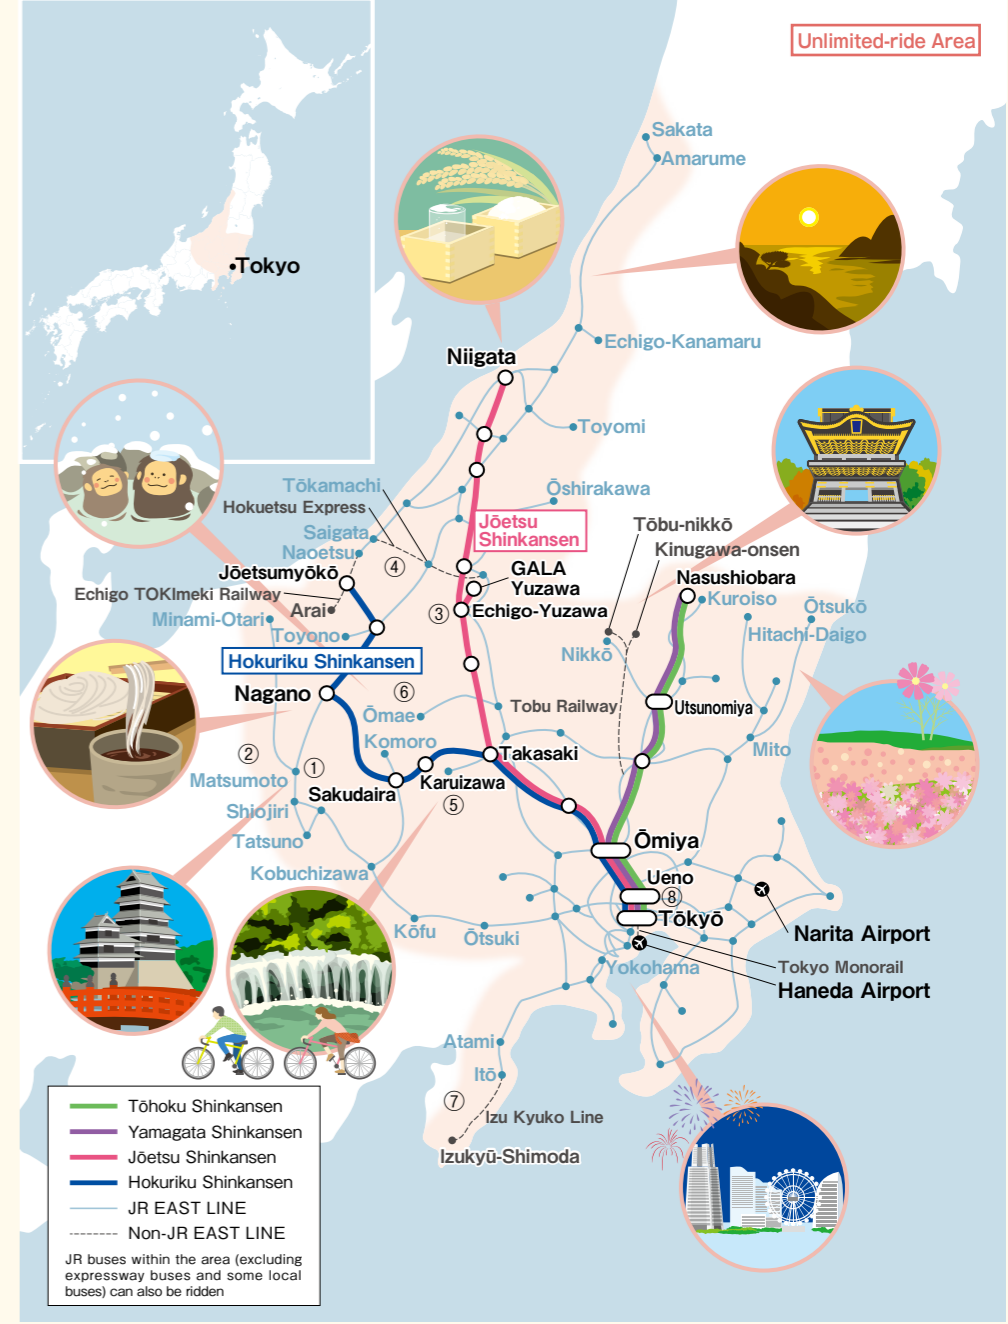 Unlimited-ride Area
Tokyo
Sakata
Amarume
Echigo-Kanamaru
Niigata
Toyomi
Tōkamachi
Hokuetsu Express
Ōshirakawa
Saigata
Naoetsu
④
Jōetsu
Shinkansen
Tōbu-nikkō
Kinugawa-onsen
Jōetsumyōkō
GALA
Yuzawa
Nasushiobara
Echigo TOKImeki Railway
Arai
③
Echigo-Yuzawa
Kuroiso
Ōtsukō
Minami-Otari
Toyono
Hitachi-Daigo
Hokuriku Shinkansen
Nikkō
Nagano
⑥
Ōmae
Tobu Railway
Utsunomiya
Komoro
Takasaki
Mito
②
①
Matsumoto
Sakudaira
Karuizawa
⑤
Shiojiri
Tatsuno
Ōmiya
Kobuchizawa
Ueno
⑧
Tōkyō
Kōfu
Ōtsuki
Narita Airport
Yokohama
Tokyo Monorail
Haneda Airport
Atami
Itō
⑦
Izu Kyuko Line
Izukyū-Shimoda
Tōhoku Shinkansen
Yamagata Shinkansen
Jōetsu Shinkansen
Hokuriku Shinkansen
JR EAST LINE
Non-JR EAST LINE
JR buses within the area (excluding
expressway buses and some local
buses) can also be ridden